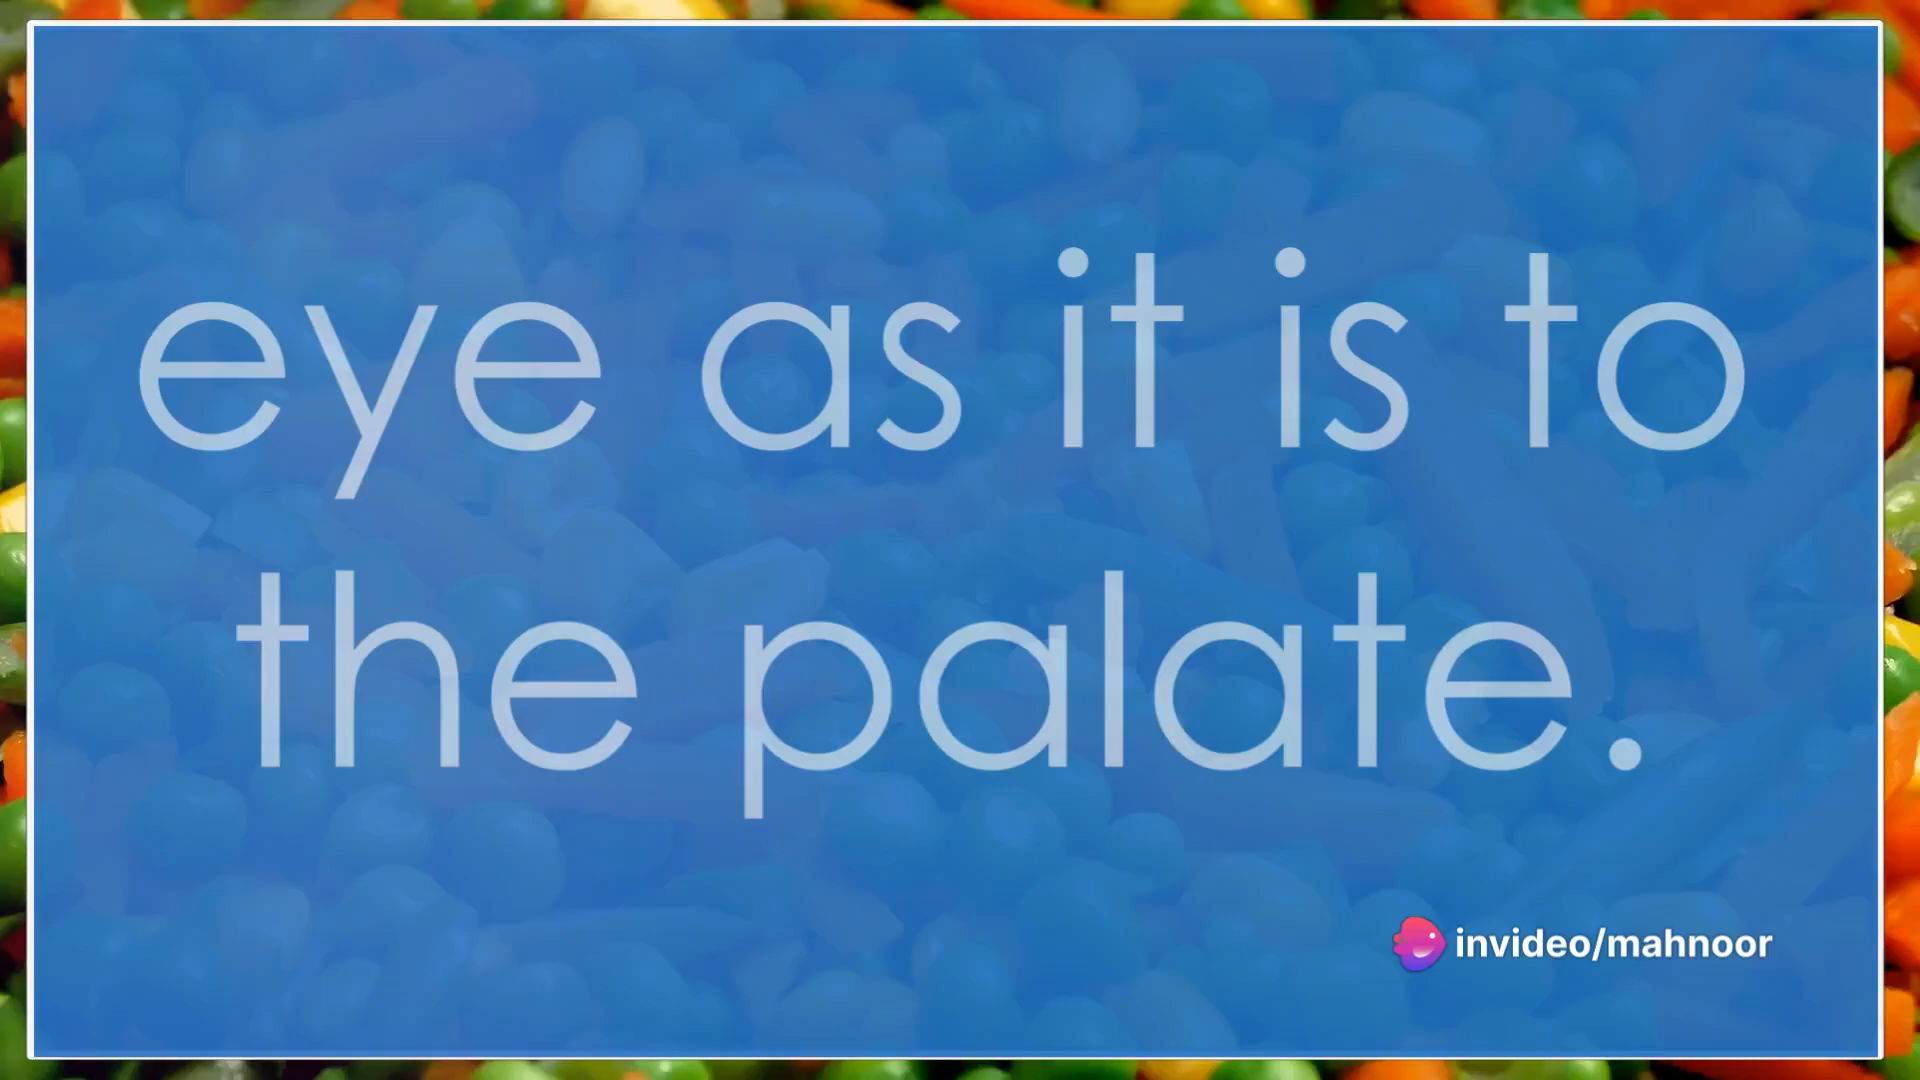 eye as it is to
the palate.
invideo/mahnoor